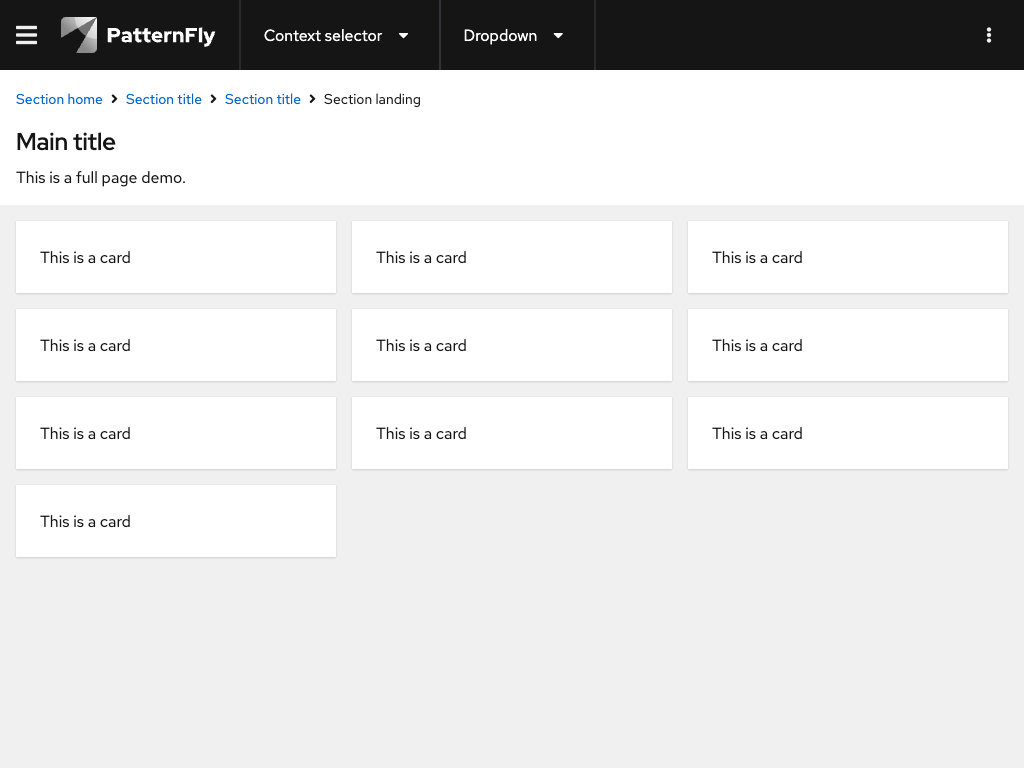 PatternFly Context selector Dropdown
Section home Section title Section title Section landing
Main title
This is a full page demo.
This is a card This is a card This is a card
This is a card This is a card This is a card
This is a card This is a card This is a card
This is a card